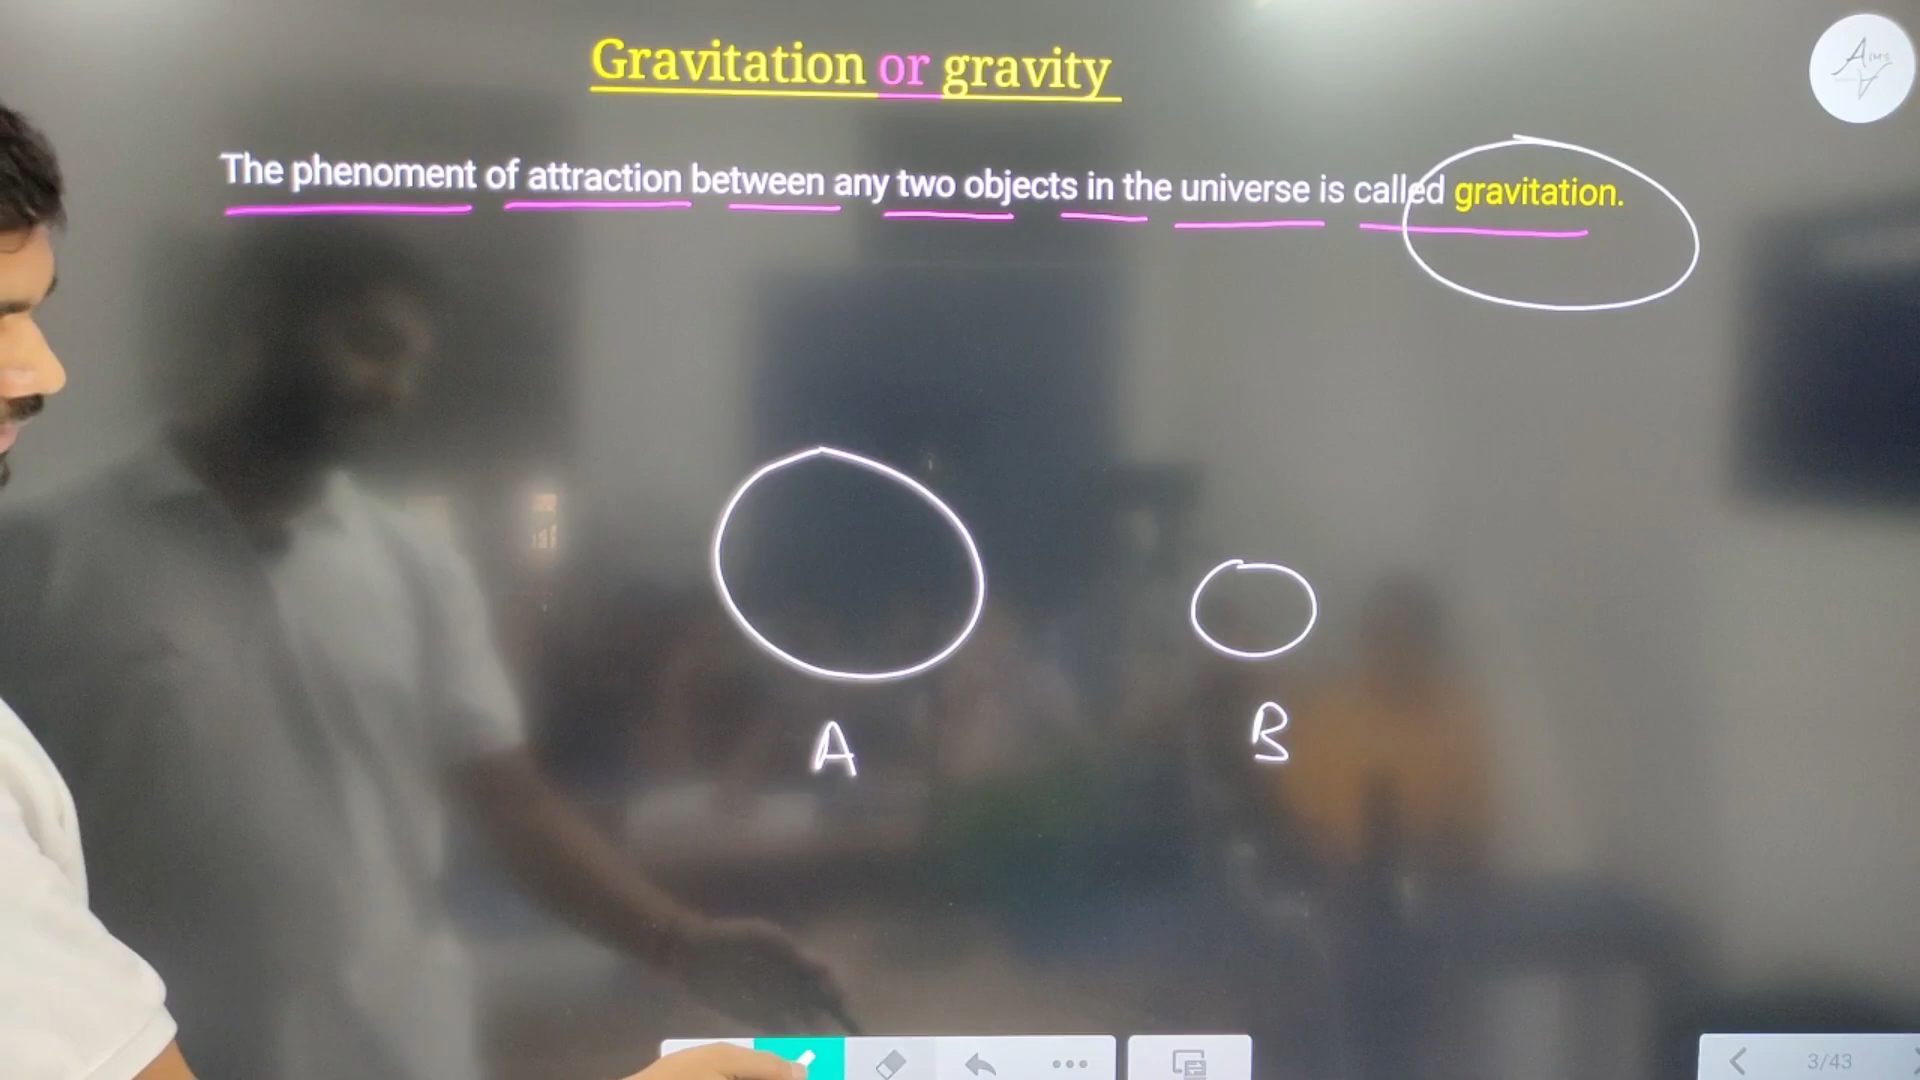 Gravitation or gravity
AIMS
The phenoment of attraction between any two objects in the universe is called gravitation.
A
B
3/43